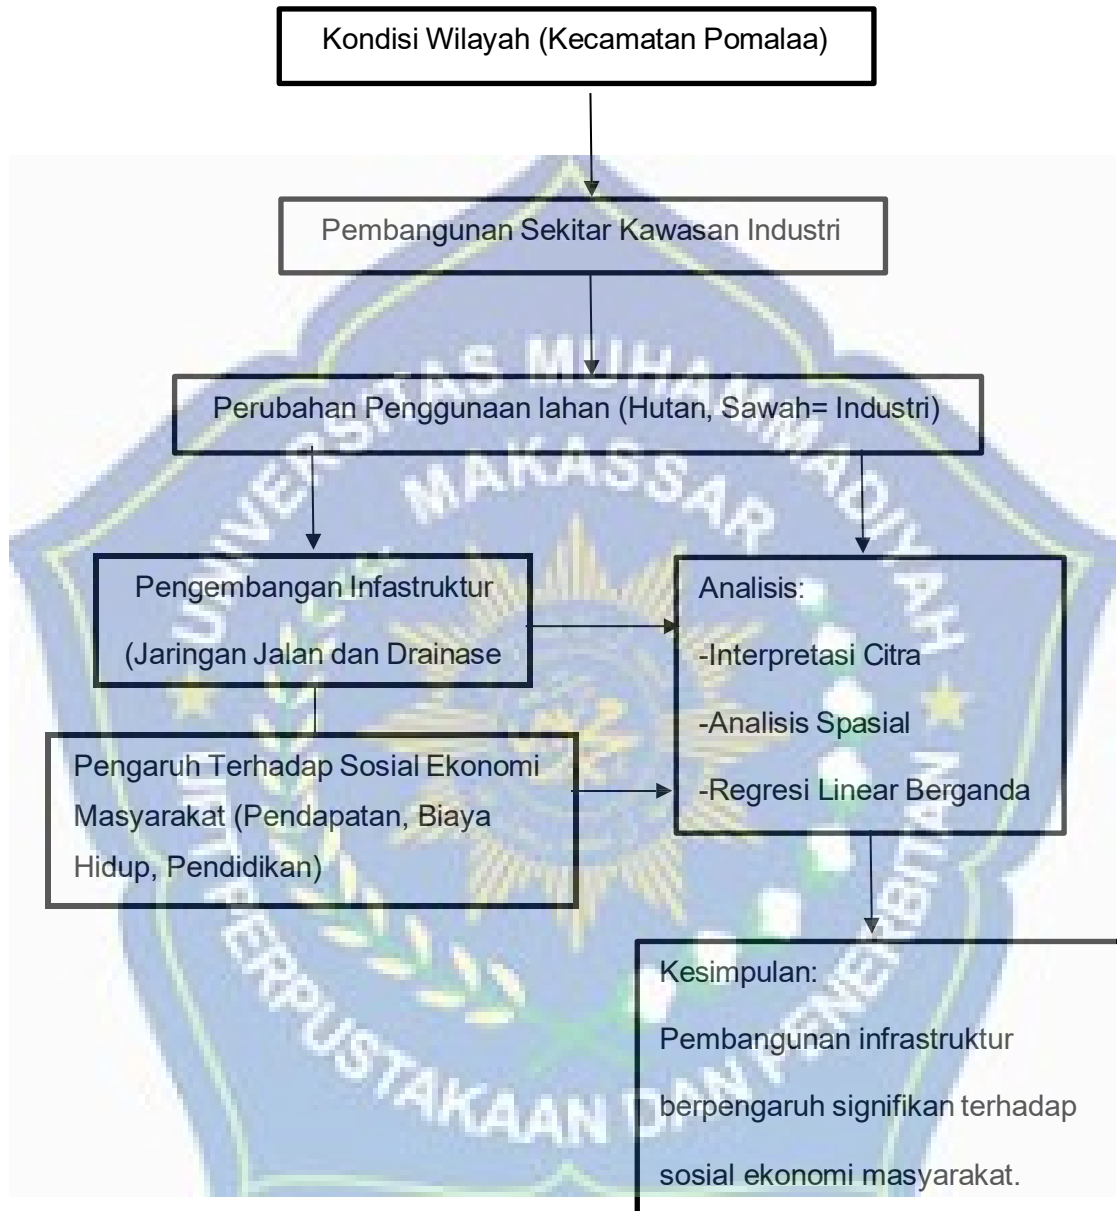 Kondisi Wilayah (Kecamatan Pomalaa)
Pembangunan Sekitar Kawasan Industri
Perubahan Penggunaan lahan (Hutan, Sawah= Industri)
Pengembangan Infastruktur
(Jaringan Jalan dan Drainase
Analisis:
-Interpretasi Citra
-Analisis Spasial
-Regresi Linear Berganda
Pengaruh Terhadap Sosial Ekonomi
Masyarakat (Pendapatan, Biaya
Hidup, Pendidikan)
Kesimpulan:
Pembangunan infrastruktur
berpengaruh signifikan terhadap
sosial ekonomi masyarakat.
UNIVERSITAS MUHAMMADIYAH
MAKASSAR
UPT PERPUSTAKAAN DAN PENERBITAN